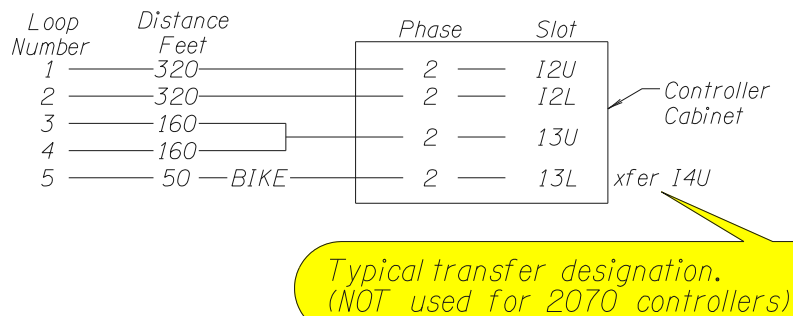 Loop Number Distance Feet Phase Slot
1 320 2 I2U
2 320 2 I2L
3 160
4 160
2 13U
5 50 BIKE 2 13L xfer I4U
Controller Cabinet
Typical transfer designation.
(NOT used for 2070 controllers)